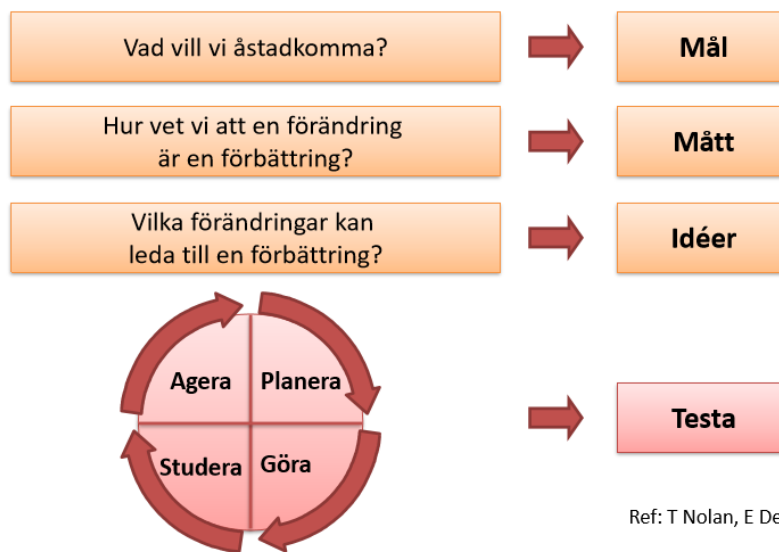 Vad vill vi åstadkomma?
Mål
Hur vet vi att en förändring
är en förbättring?
Mått
Vilka förändringar kan
leda till en förbättring?
Idéer
Agera
Planera
Studera
Göra
Testa
Ref: T Nolan, E De